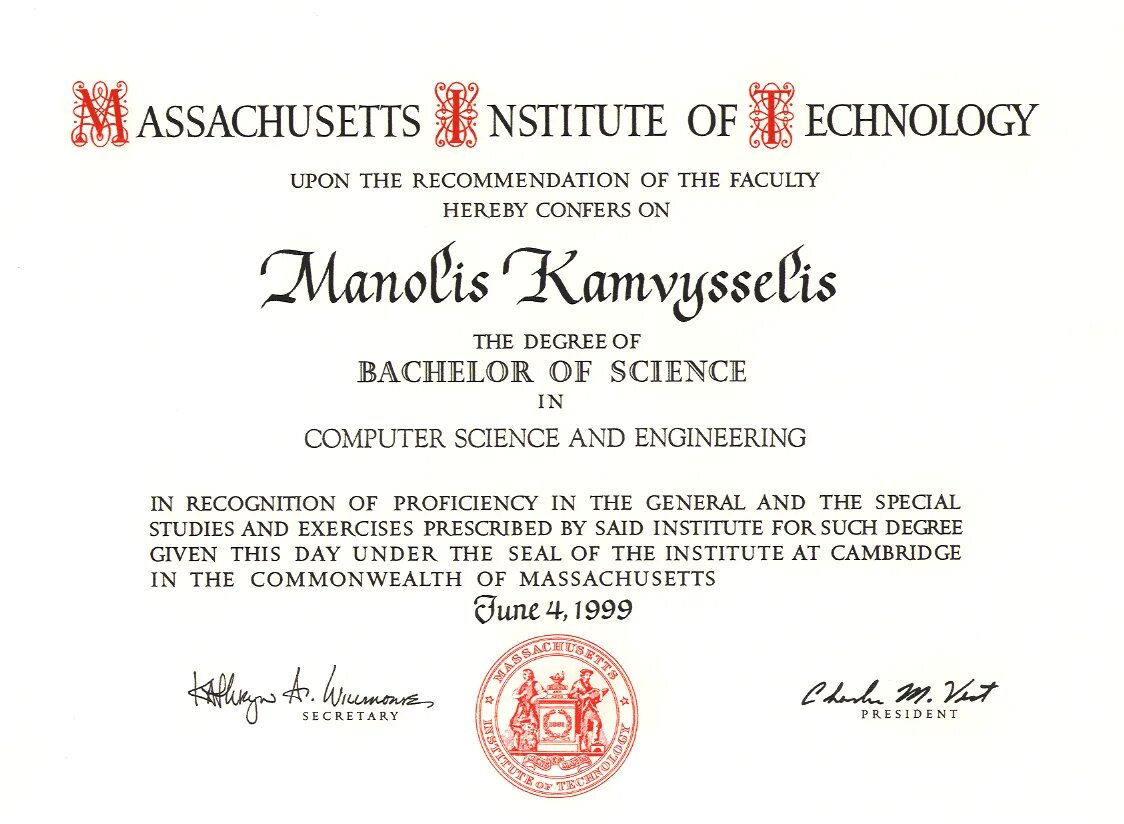 MASSACHUSETTS INSTITUTE OF TECHNOLOGY
UPON THE RECOMMENDATION OF THE FACULTY
HEREBY CONFERS ON
Manolis Kamvysselis
THE DEGREE OF
BACHELOR OF SCIENCE
IN
COMPUTER SCIENCE AND ENGINEERING
IN RECOGNITION OF PROFICIENCY IN THE GENERAL AND THE SPECIAL
STUDIES AND EXERCISES PRESCRIBED BY SAID INSTITUTE FOR SUCH DEGREE
GIVEN THIS DAY UNDER THE SEAL OF THE INSTITUTE AT CAMBRIDGE
IN THE COMMONWEALTH OF MASSACHUSETTS
June 4, 1999
MASSACHUSETTS
INSTITUTE OF TECHNOLOGY
Kathryn A.
SECRETARY
Charles M. Vest
PRESIDENT